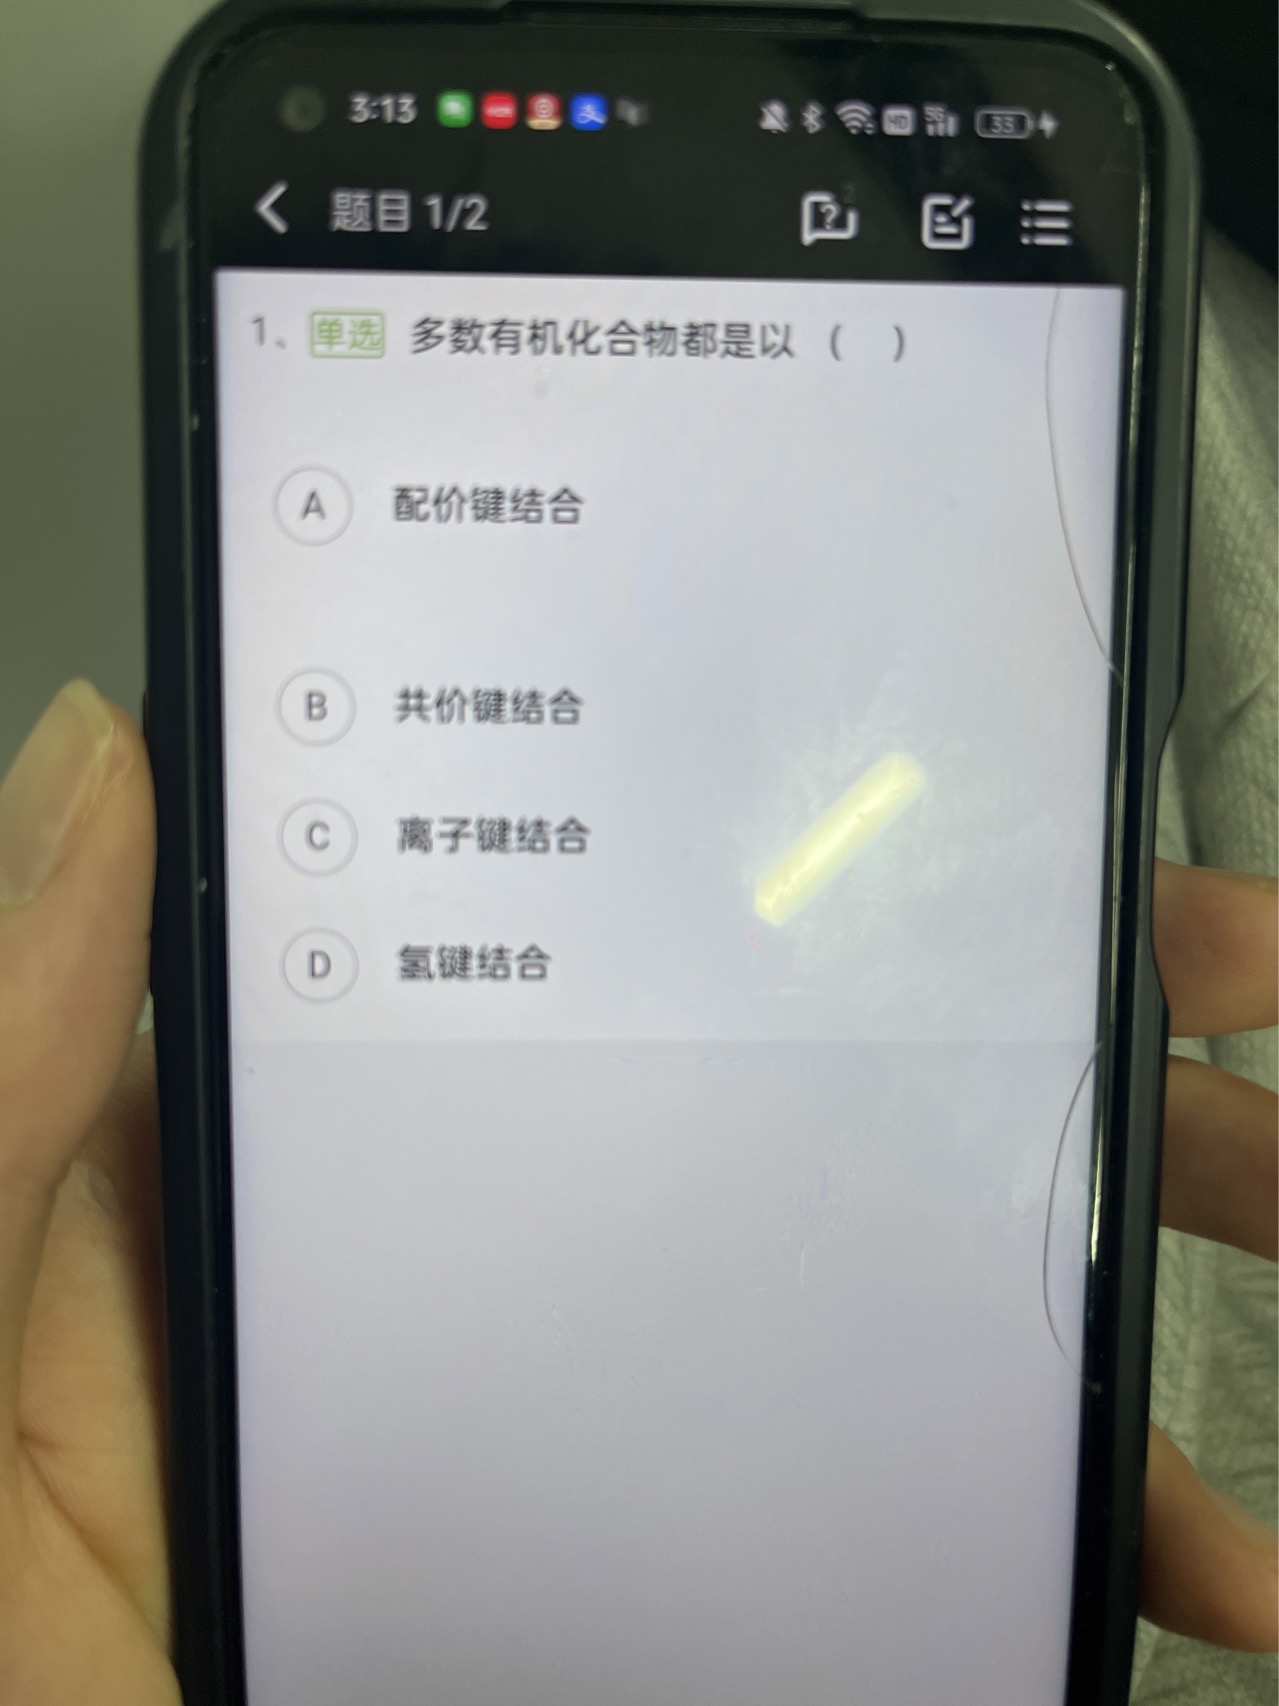 3:13 HD 5G 33
题目 1/2
1、 单选 多数有机化合物都是以 ( )
A 配价键结合
B 共价键结合
C 离子键结合
D 氢键结合